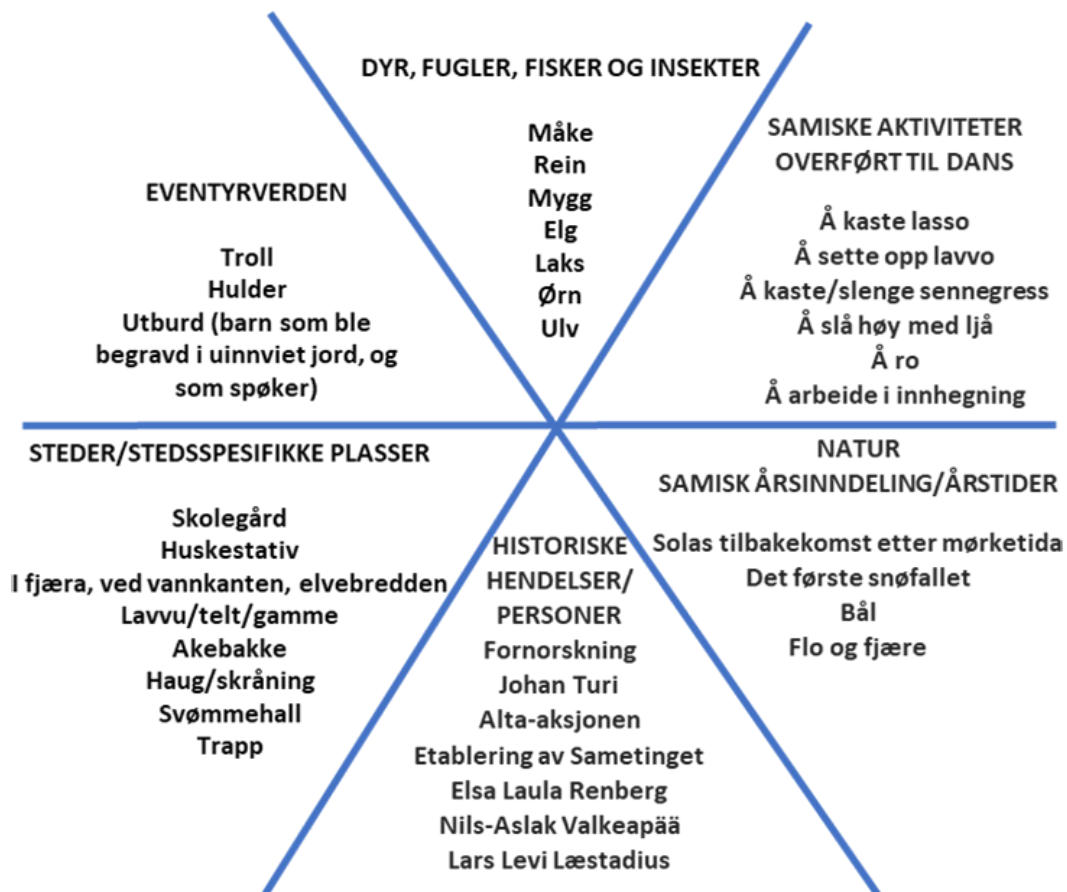 DYR, FUGLER, FISKER OG INSEKTER
Måke
Rein
Mygg
Elg
Laks
Ørn
Ulv
SAMISKE AKTIVITETER
OVERFØRT TIL DANS
Å kaste lasso
Å sette opp lavvo
Å kaste/slenge sennegress
Å slå høy med ljå
Å ro
Å arbeide i innhegning
EVENTYRVERDEN
Troll
Hulder
Utburd (barn som ble
begravd i uinnviet jord, og
som spøker)
STEDER/STEDSSPESIFIKKE PLASSER
Skolegård
Huskestativ
I fjæra, ved vannkanten, elvebredden
Lavvu/telt/gamme
Akebakke
Haug/skråning
Svømmehall
Trapp
HISTORISKE
HENDELSER/
PERSONER
Fornorskning
Johan Turi
Alta-aksjonen
Etablering av Sametinget
Elsa Laula Renberg
Nils-Aslak Valkeapää
Lars Levi Læstadius
NATUR
SAMISK ÅRSINNDELING/ÅRSTIDER
Solas tilbakekomst etter mørketida
Det første snøfallet
Bål
Flo og fjære